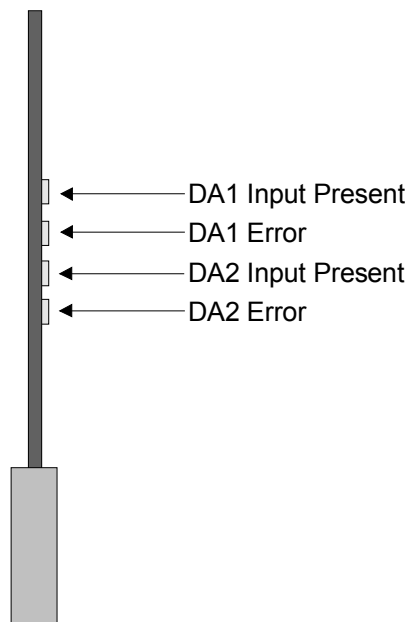 DA1 Input Present
DA1 Error
DA2 Input Present
DA2 Error